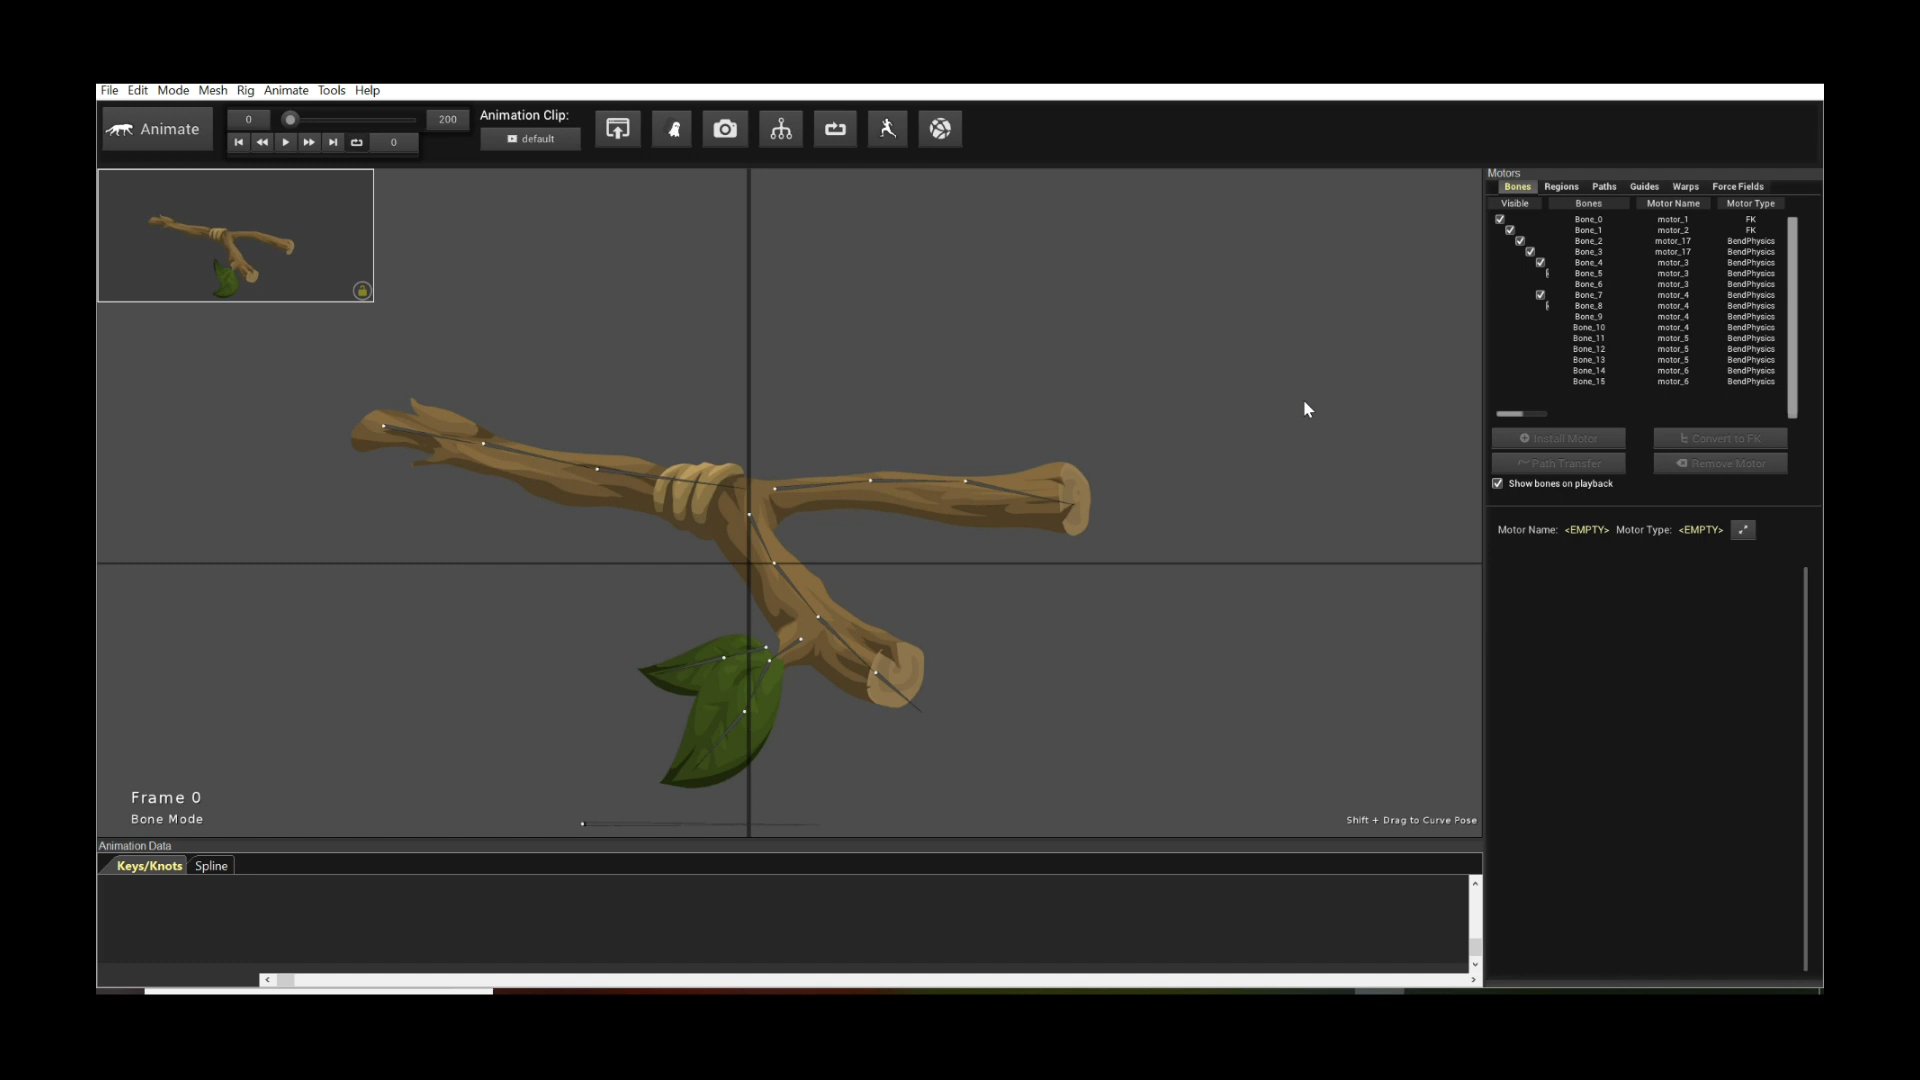 File Edit Mode Mesh Rig Animate Tools Help
Animate
0 200
0
Animation Clip:
default
Motors
Bones Regions Paths Guides Warps Force Fields
Visible Bones Motor Name Motor Type
Bone_0 motor_1 FK
Bone_1 motor_2 FK
Bone_2 motor_17 BendPhysics
Bone_3 motor_17 BendPhysics
Bone_4 motor_3 BendPhysics
Bone_5 motor_3 BendPhysics
Bone_6 motor_3 BendPhysics
Bone_7 motor_4 BendPhysics
Bone_8 motor_4 BendPhysics
Bone_9 motor_4 BendPhysics
Bone_10 motor_4 BendPhysics
Bone_11 motor_5 BendPhysics
Bone_12 motor_5 BendPhysics
Bone_13 motor_5 BendPhysics
Bone_14 motor_6 BendPhysics
Bone_15 motor_6 BendPhysics
Install Motor Convert to FK
Path Transfer Remove Motor
Show bones on playback
Motor Name: <EMPTY> Motor Type: <EMPTY>
Frame 0
Bone Mode
Shift + Drag to Curve Pose
Animation Data
Keys/Knots Spline